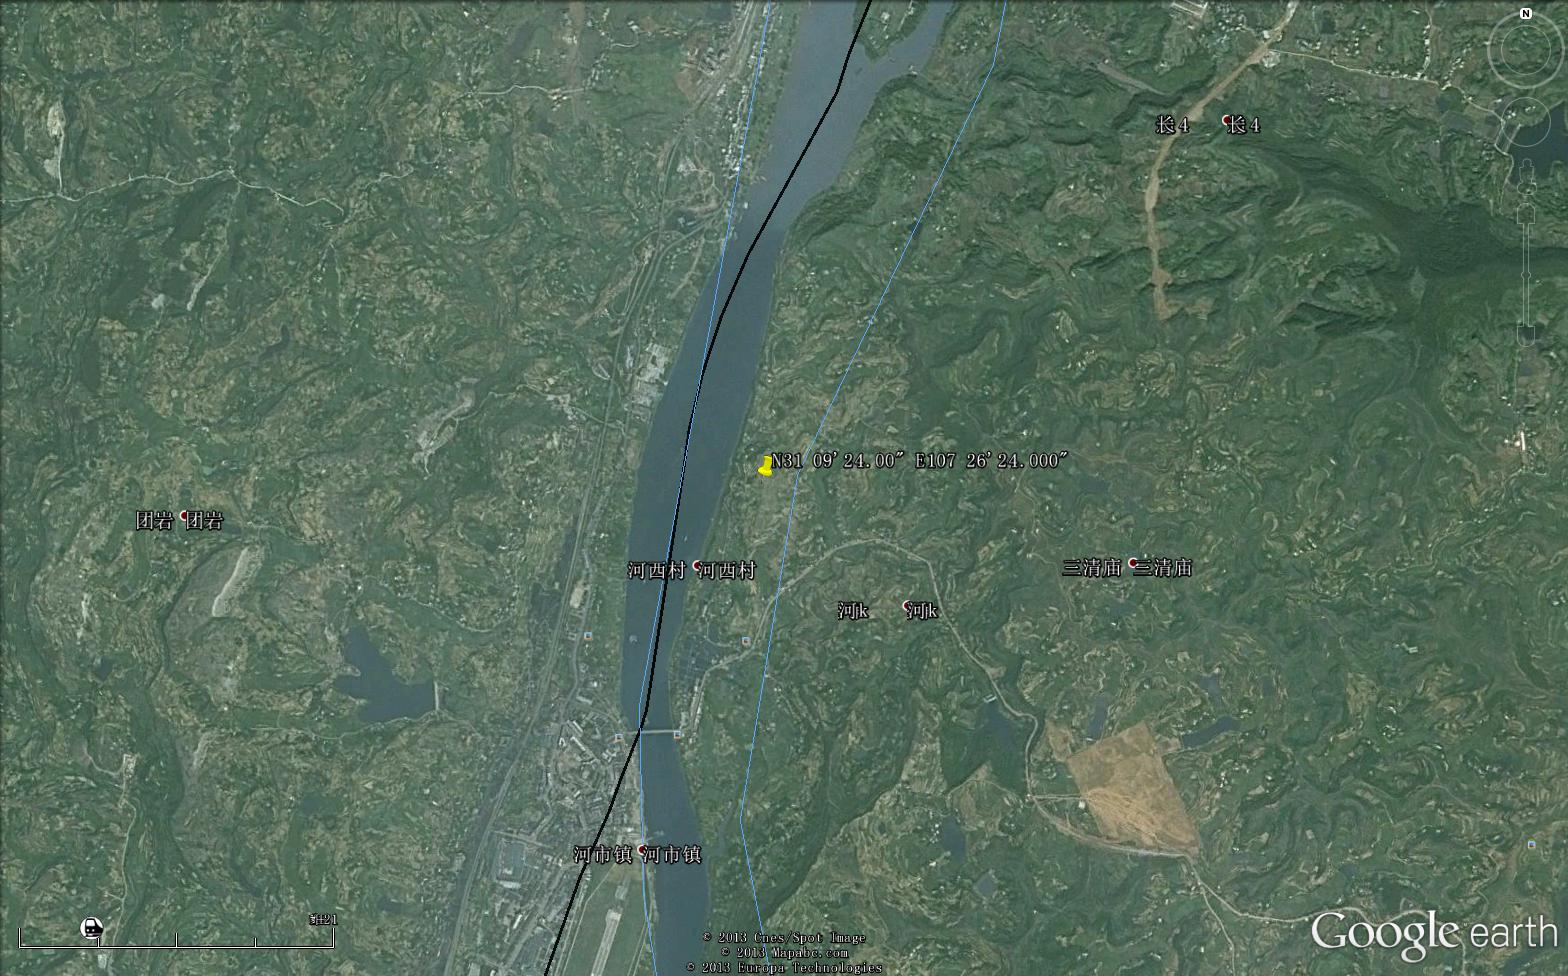 N
长4 长4
N31 09'24.00" E107 26'24.000"
团岩 团岩
河西村 河西村
三清庙 三清庙
河jk 河jk
河市镇 河市镇
Google earth
© 2013 Cnes/Spot Image
© 2013 Mapabc.com
© 2013 Europa Technologies